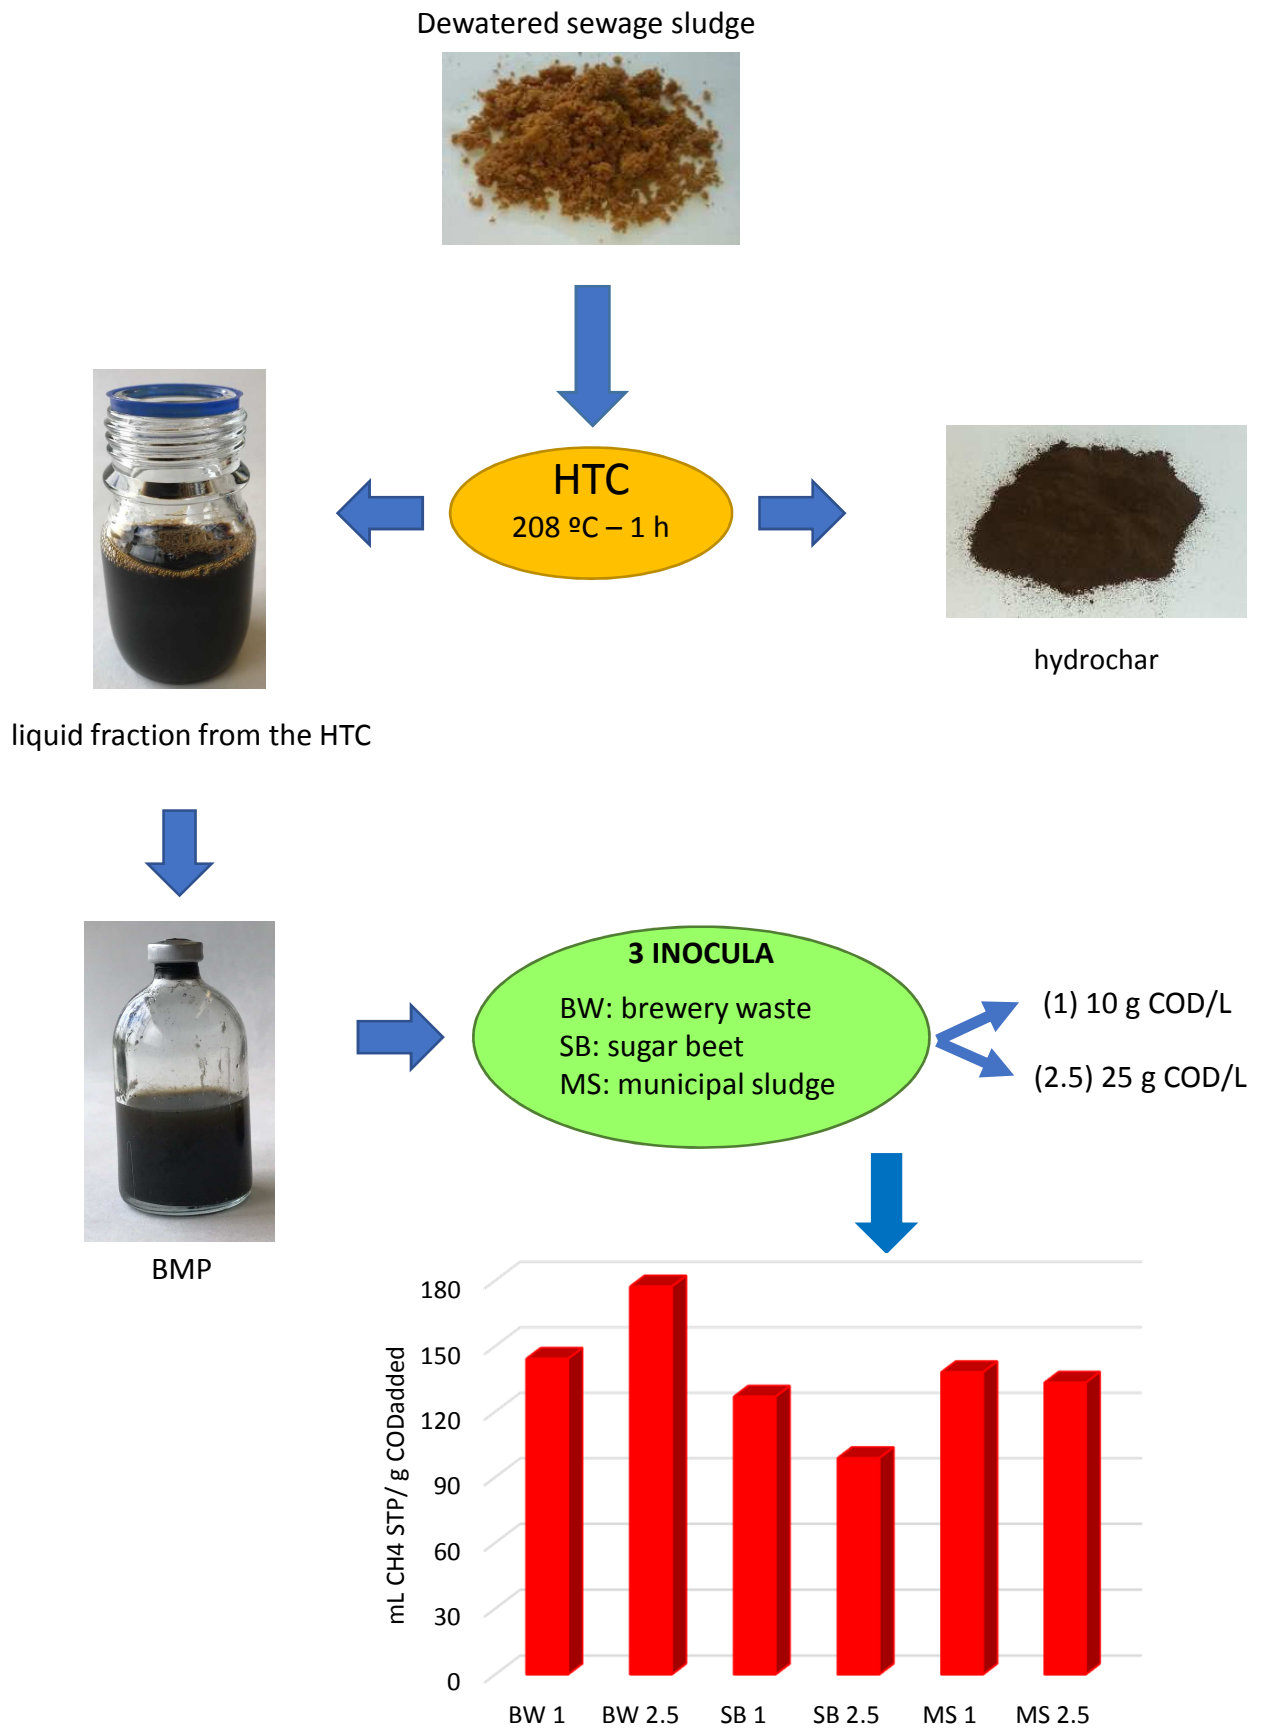 Dewatered sewage sludge
HTC
208 ºC – 1 h
hydrochar
liquid fraction from the HTC
3 INOCULA
BW: brewery waste
SB: sugar beet
MS: municipal sludge
(1) 10 g COD/L
(2.5) 25 g COD/L
BMP
mL CH4 STP/ g CODadded
180
150
120
90
60
30
0
BW 1 BW 2.5 SB 1 SB 2.5 MS 1 MS 2.5